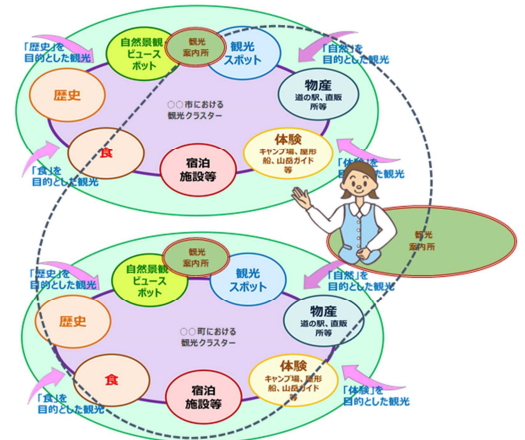 「歴史」を
目的とした観光
自然景観
ビュース
ポット
観光
案内所
観光
スポット
「自然」を
目的とした観光
歴史
○○市における
観光クラスター
物産
道の駅、直販
所等
食
宿泊
施設等
体験
キャンプ場、屋形
船、山岳ガイド
等
「食」を
目的とした観光
「体験」を
目的とした観光
観光
案内所
「歴史」を
目的とした観光
自然景観
ビュース
ポット
観光
案内所
観光
スポット
「自然」を
目的とした観光
歴史
○○町における
観光クラスター
物産
道の駅、直販
所等
食
宿泊
施設等
体験
キャンプ場、屋形
船、山岳ガイド
等
「食」を
目的とした観光
「体験」を
目的とした観光